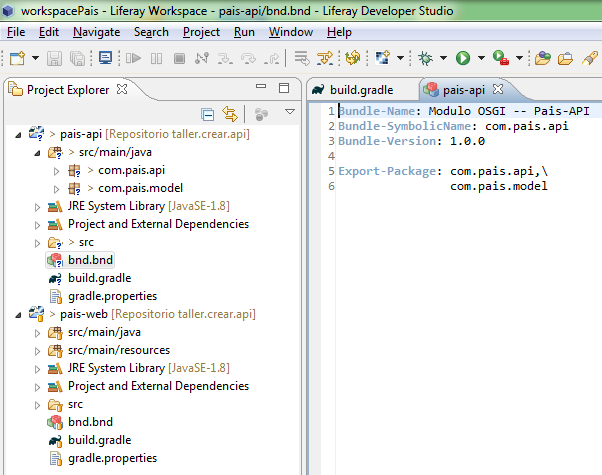 workspacePais - Liferay Workspace - pais-api/bnd.bnd - Liferay Developer Studio
File Edit Navigate Search Project Run Window Help
Project Explorer
build.gradle
pais-api
> pais-api [Repositorio taller.crear.api]
> src/main/java
> com.pais.api
> com.pais.model
JRE System Library [JavaSE-1.8]
Project and External Dependencies
> src
bnd.bnd
build.gradle
gradle.properties
> pais-web [Repositorio taller.crear.api]
src/main/java
src/main/resources
JRE System Library [JavaSE-1.8]
Project and External Dependencies
src
bnd.bnd
build.gradle
gradle.properties
1 Bundle-Name: Modulo OSGI -- Pais-API
2 Bundle-SymbolicName: com.pais.api
3 Bundle-Version: 1.0.0
4
5 Export-Package: com.pais.api,\
6 com.pais.model